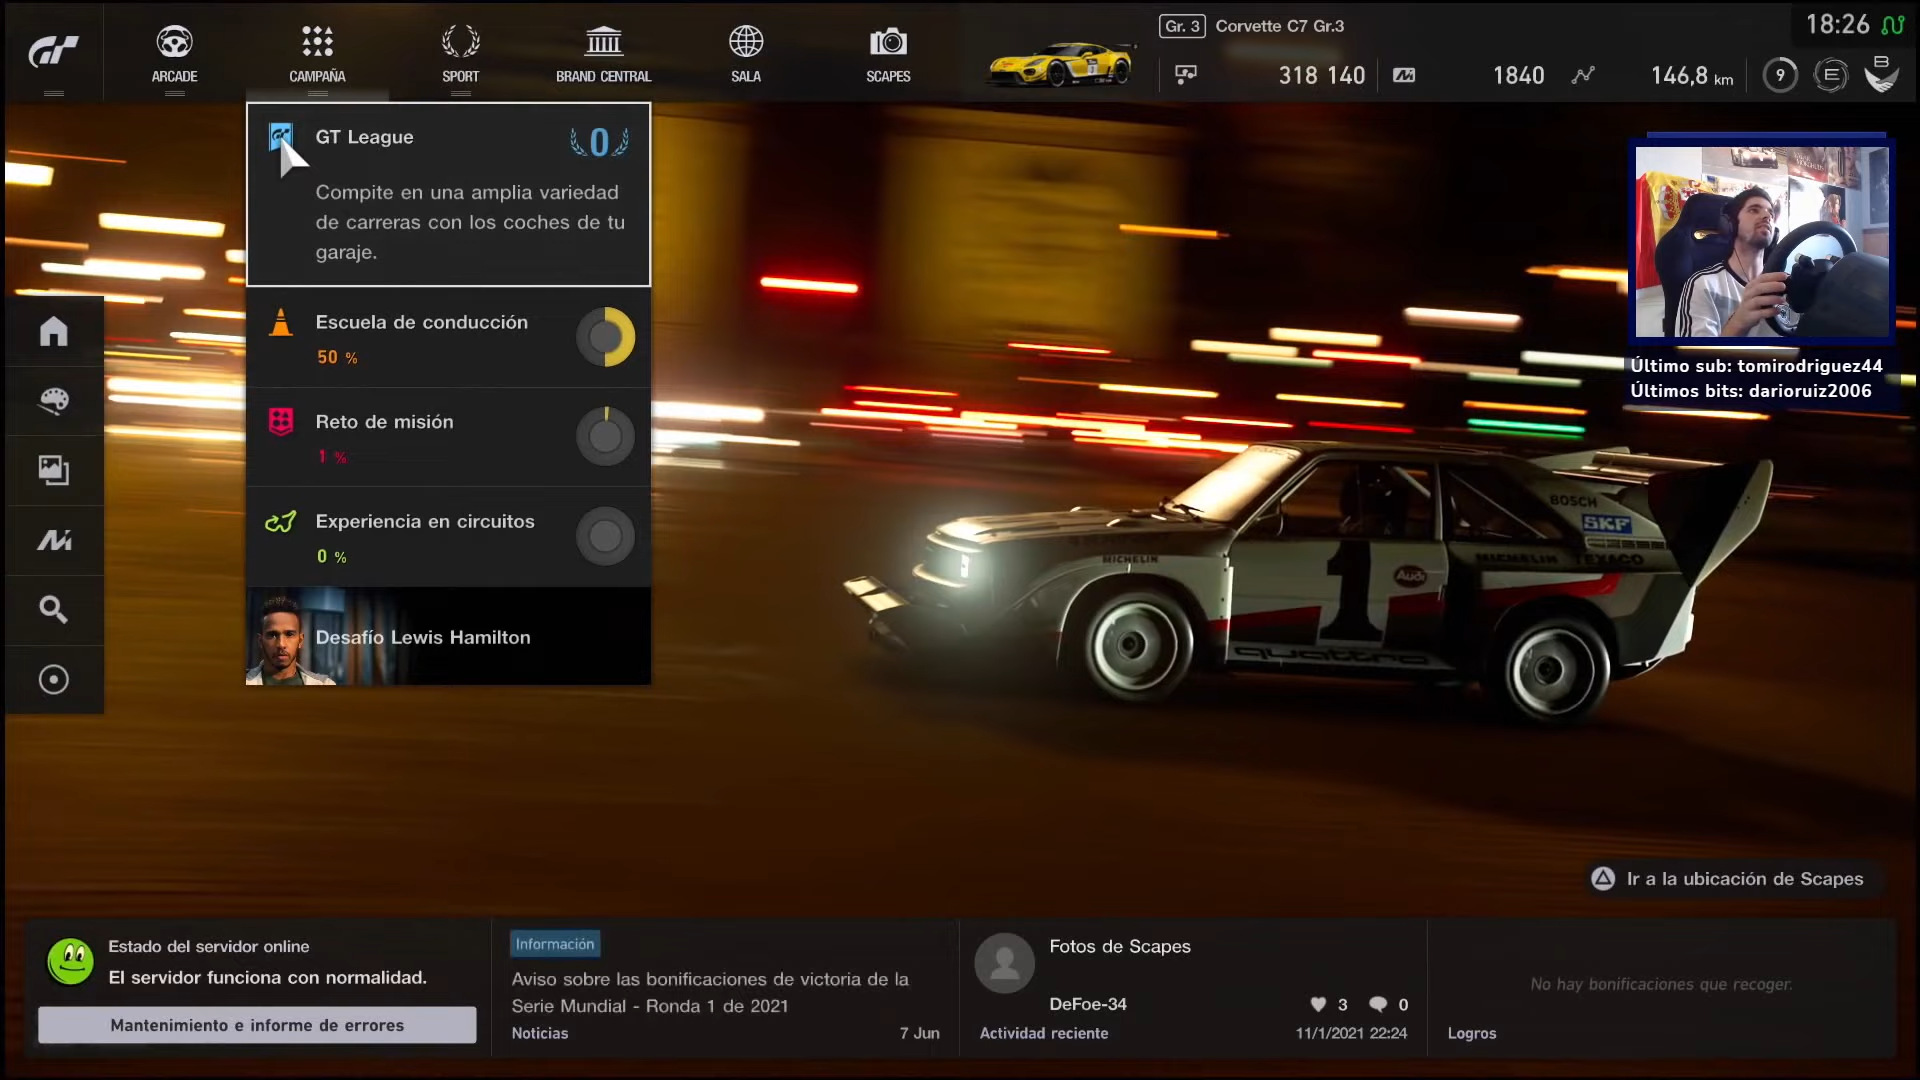 ARCADE
CAMPAÑA
SPORT
BRAND CENTRAL
SALA
SCAPES
Gr. 3 Corvette C7 Gr.3
318 140
1840
146,8 km
9
E
B
18:26
GT League
0
Compite en una amplia variedad
de carreras con los coches de tu
garaje.
Escuela de conducción
50 %
Reto de misión
1 %
Experiencia en circuitos
0 %
Desafío Lewis Hamilton
Último sub: tomirodriguez44
Últimos bits: darioruiz2006
BOSCH
SKF
MICHELIN
MICHELIN TEXACO
1
Audi
quattro
Ir a la ubicación de Scapes
Estado del servidor online
El servidor funciona con normalidad.
Mantenimiento e informe de errores
Información
Aviso sobre las bonificaciones de victoria de la
Serie Mundial - Ronda 1 de 2021
Noticias
7 Jun
Fotos de Scapes
DeFoe-34
3
0
Actividad reciente
11/1/2021 22:24
No hay bonificaciones que recoger.
Logros